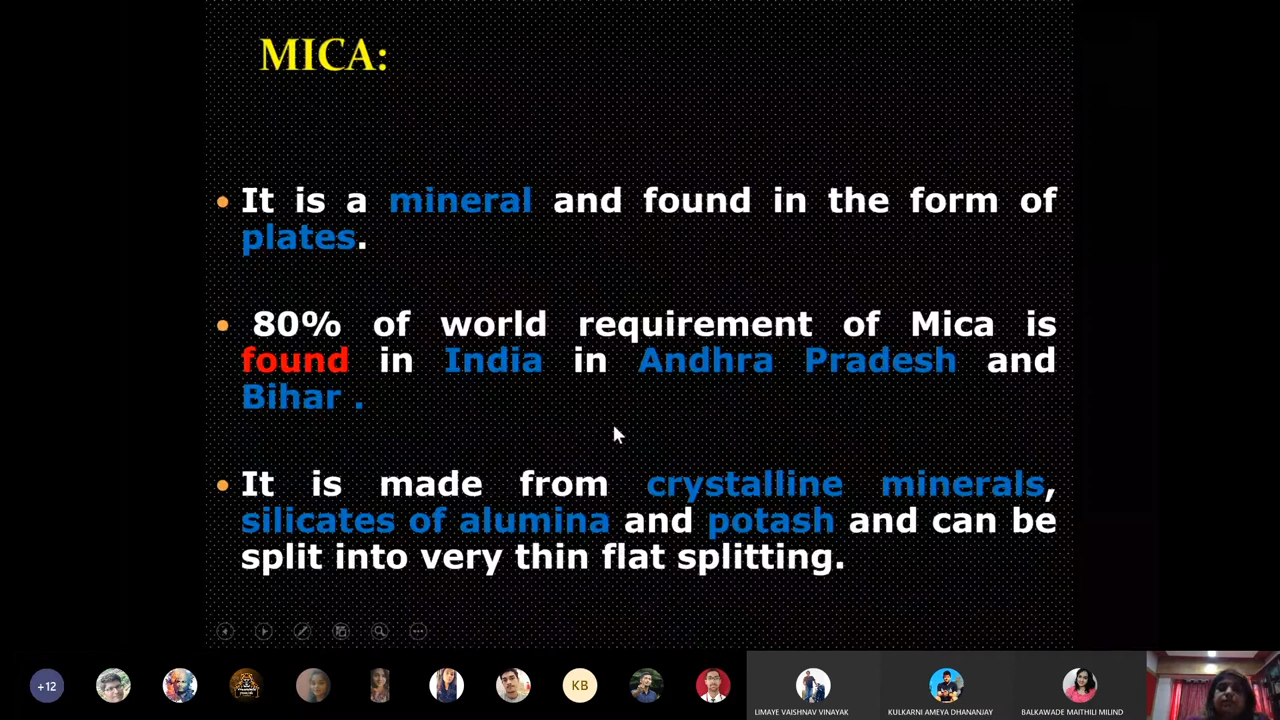 MICA:
• It is a mineral and found in the form of
plates.
• 80% of world requirement of Mica is
found in India in Andhra Pradesh and
Bihar .
• It is made from crystalline minerals,
silicates of alumina and potash and can be
split into very thin flat splitting.
+12
KB
LIMAYE VAISHNAV VINAYAK
KULKARNI AMEYA DHANANJAY
BALKAWADE MAITHILI MILIND